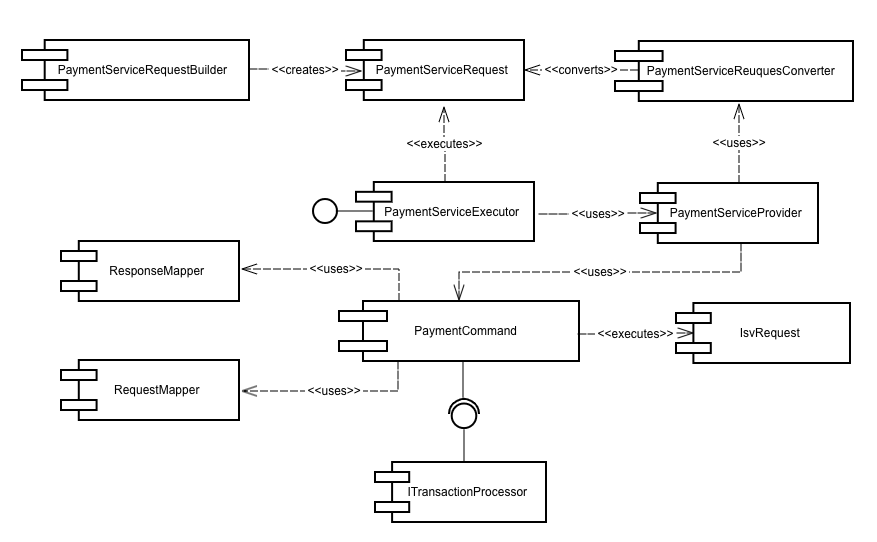 PaymentServiceRequestBuilder
<<creates>>
PaymentServiceRequest
<<converts>>
PaymentServiceReuquesConverter
<<executes>>
<<uses>>
PaymentServiceExecutor
<<uses>>
PaymentServiceProvider
ResponseMapper
<<uses>>
<<uses>>
PaymentCommand
<<executes>>
IsvRequest
RequestMapper
<<uses>>
ITransactionProcessor